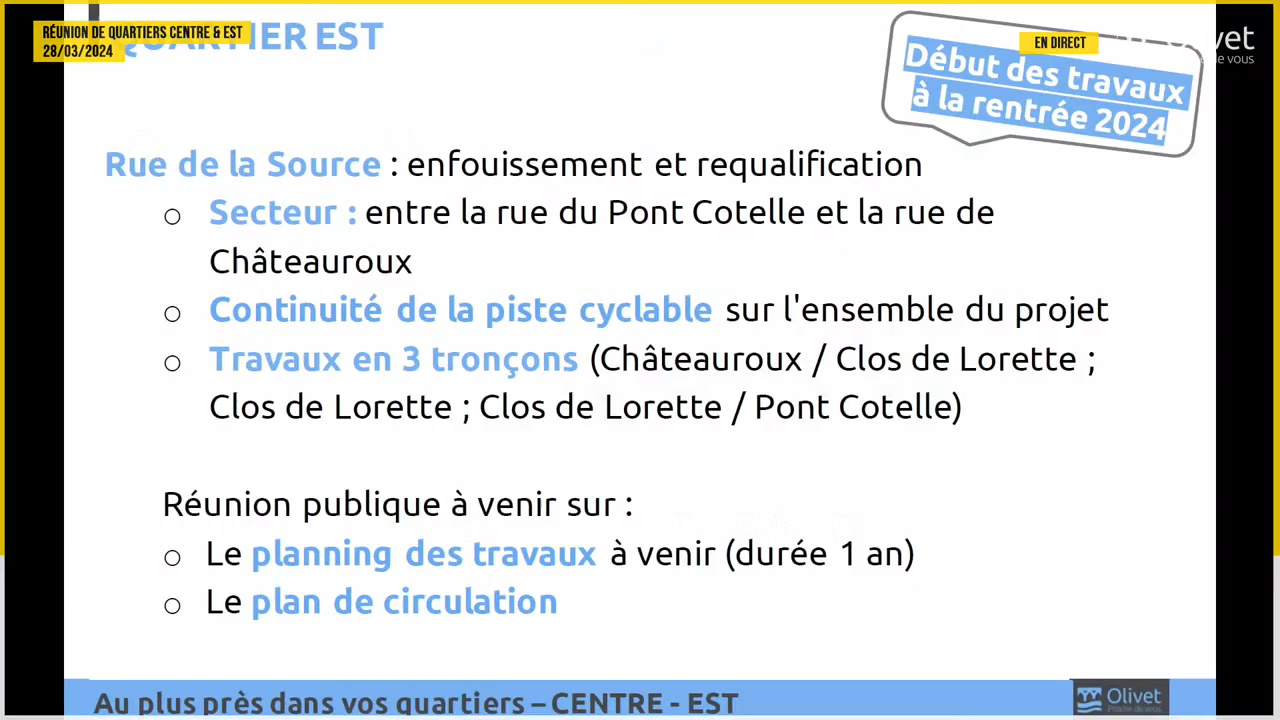 RÉUNION DE QUARTIERS CENTRE & EST
28/03/2024
QUARTIER EST
EN DIRECT
Début des travaux
à la rentrée 2024
Rue de la Source : enfouissement et requalification
o Secteur : entre la rue du Pont Cotelle et la rue de
Châteauroux
o Continuité de la piste cyclable sur l'ensemble du projet
o Travaux en 3 tronçons (Châteauroux / Clos de Lorette ;
Clos de Lorette ; Clos de Lorette / Pont Cotelle)
Réunion publique à venir sur :
o Le planning des travaux à venir (durée 1 an)
o Le plan de circulation
Au plus près dans vos quartiers – CENTRE - EST
Olivet
Proche de vous